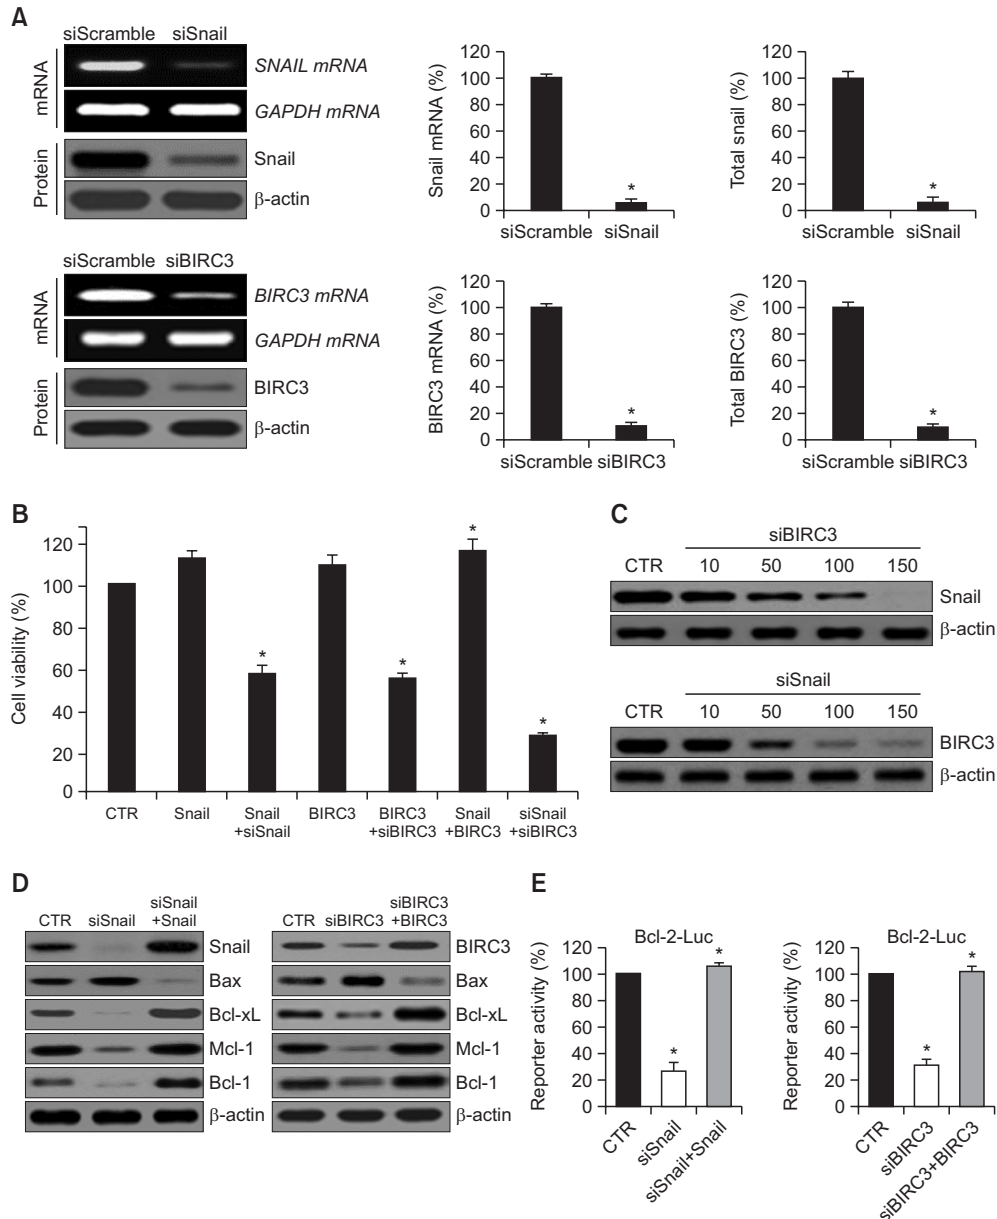 A
siScramble siSnail
mRNA
SNAIL mRNA
GAPDH mRNA
Protein
Snail
β-actin
Snail mRNA (%)
120
100
80
60
40
20
0
*
siScramble siSnail
Total snail (%)
120
100
80
60
40
20
0
*
siScramble siSnail
siScramble siBIRC3
mRNA
BIRC3 mRNA
GAPDH mRNA
Protein
BIRC3
β-actin
BIRC3 mRNA (%)
120
100
80
60
40
20
0
*
siScramble siBIRC3
Total BIRC3 (%)
120
100
80
60
40
20
0
*
siScramble siBIRC3
B
Cell viability (%)
120
100
80
60
40
20
0
*
*
*
*
CTR
Snail
Snail
+siSnail
BIRC3
BIRC3
+siBIRC3
Snail
+BIRC3
siSnail
+siBIRC3
C
siBIRC3
CTR 10 50 100 150
Snail
β-actin
siSnail
CTR 10 50 100 150
BIRC3
β-actin
D
CTR siSnail siSnail
+Snail
Snail
Bax
Bcl-xL
Mcl-1
Bcl-1
β-actin
CTR siBIRC3 siBIRC3
+BIRC3
BIRC3
Bax
Bcl-xL
Mcl-1
Bcl-1
β-actin
E
Bcl-2-Luc
Reporter activity (%)
120
100
80
60
40
20
0
*
*
CTR
siSnail
siSnail+Snail
Bcl-2-Luc
Reporter activity (%)
120
100
80
60
40
20
0
*
*
CTR
siBIRC3
siBIRC3+BIRC3